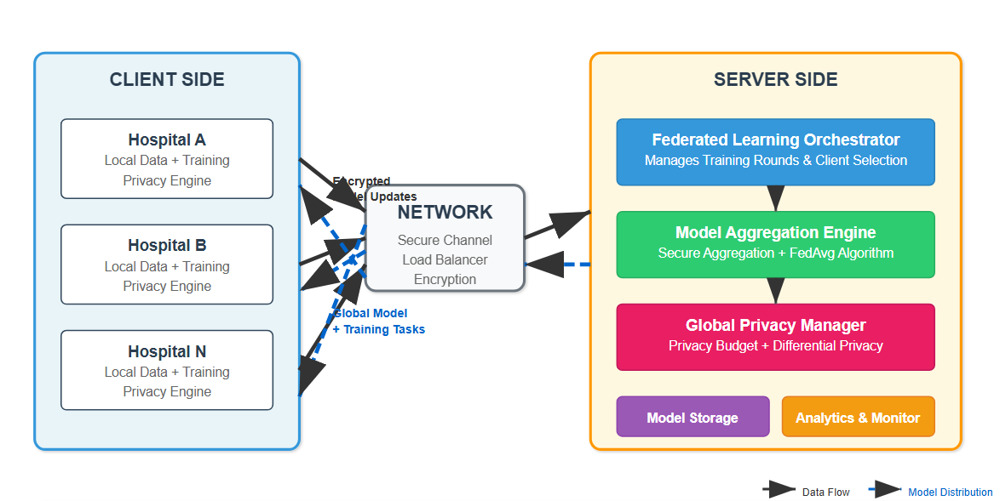 CLIENT SIDE
Hospital A
Local Data + Training
Privacy Engine
Hospital B
Local Data + Training
Privacy Engine
Hospital N
Local Data + Training
Privacy Engine
Encrypted
Updates
NETWORK
Secure Channel
Load Balancer
Encryption
Global Model
+ Training Tasks
SERVER SIDE
Federated Learning Orchestrator
Manages Training Rounds & Client Selection
Model Aggregation Engine
Secure Aggregation + FedAvg Algorithm
Global Privacy Manager
Privacy Budget + Differential Privacy
Model Storage
Analytics & Monitor
Data Flow
Model Distribution